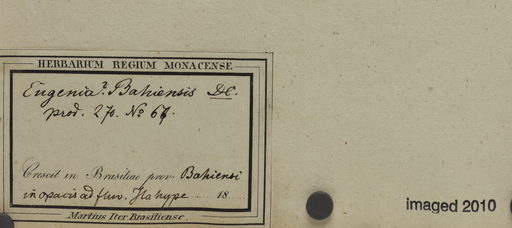 HERBARIUM REGIUM MONACENSE
Eugenia? Bahiensis DC.
prod. 270. No 67.
Crescit in Brasiliae prov. Bahiensi
in opacis ad fluv. Itahype ..... 18 .....
Martius Iter Brasiliense.
imaged 2010